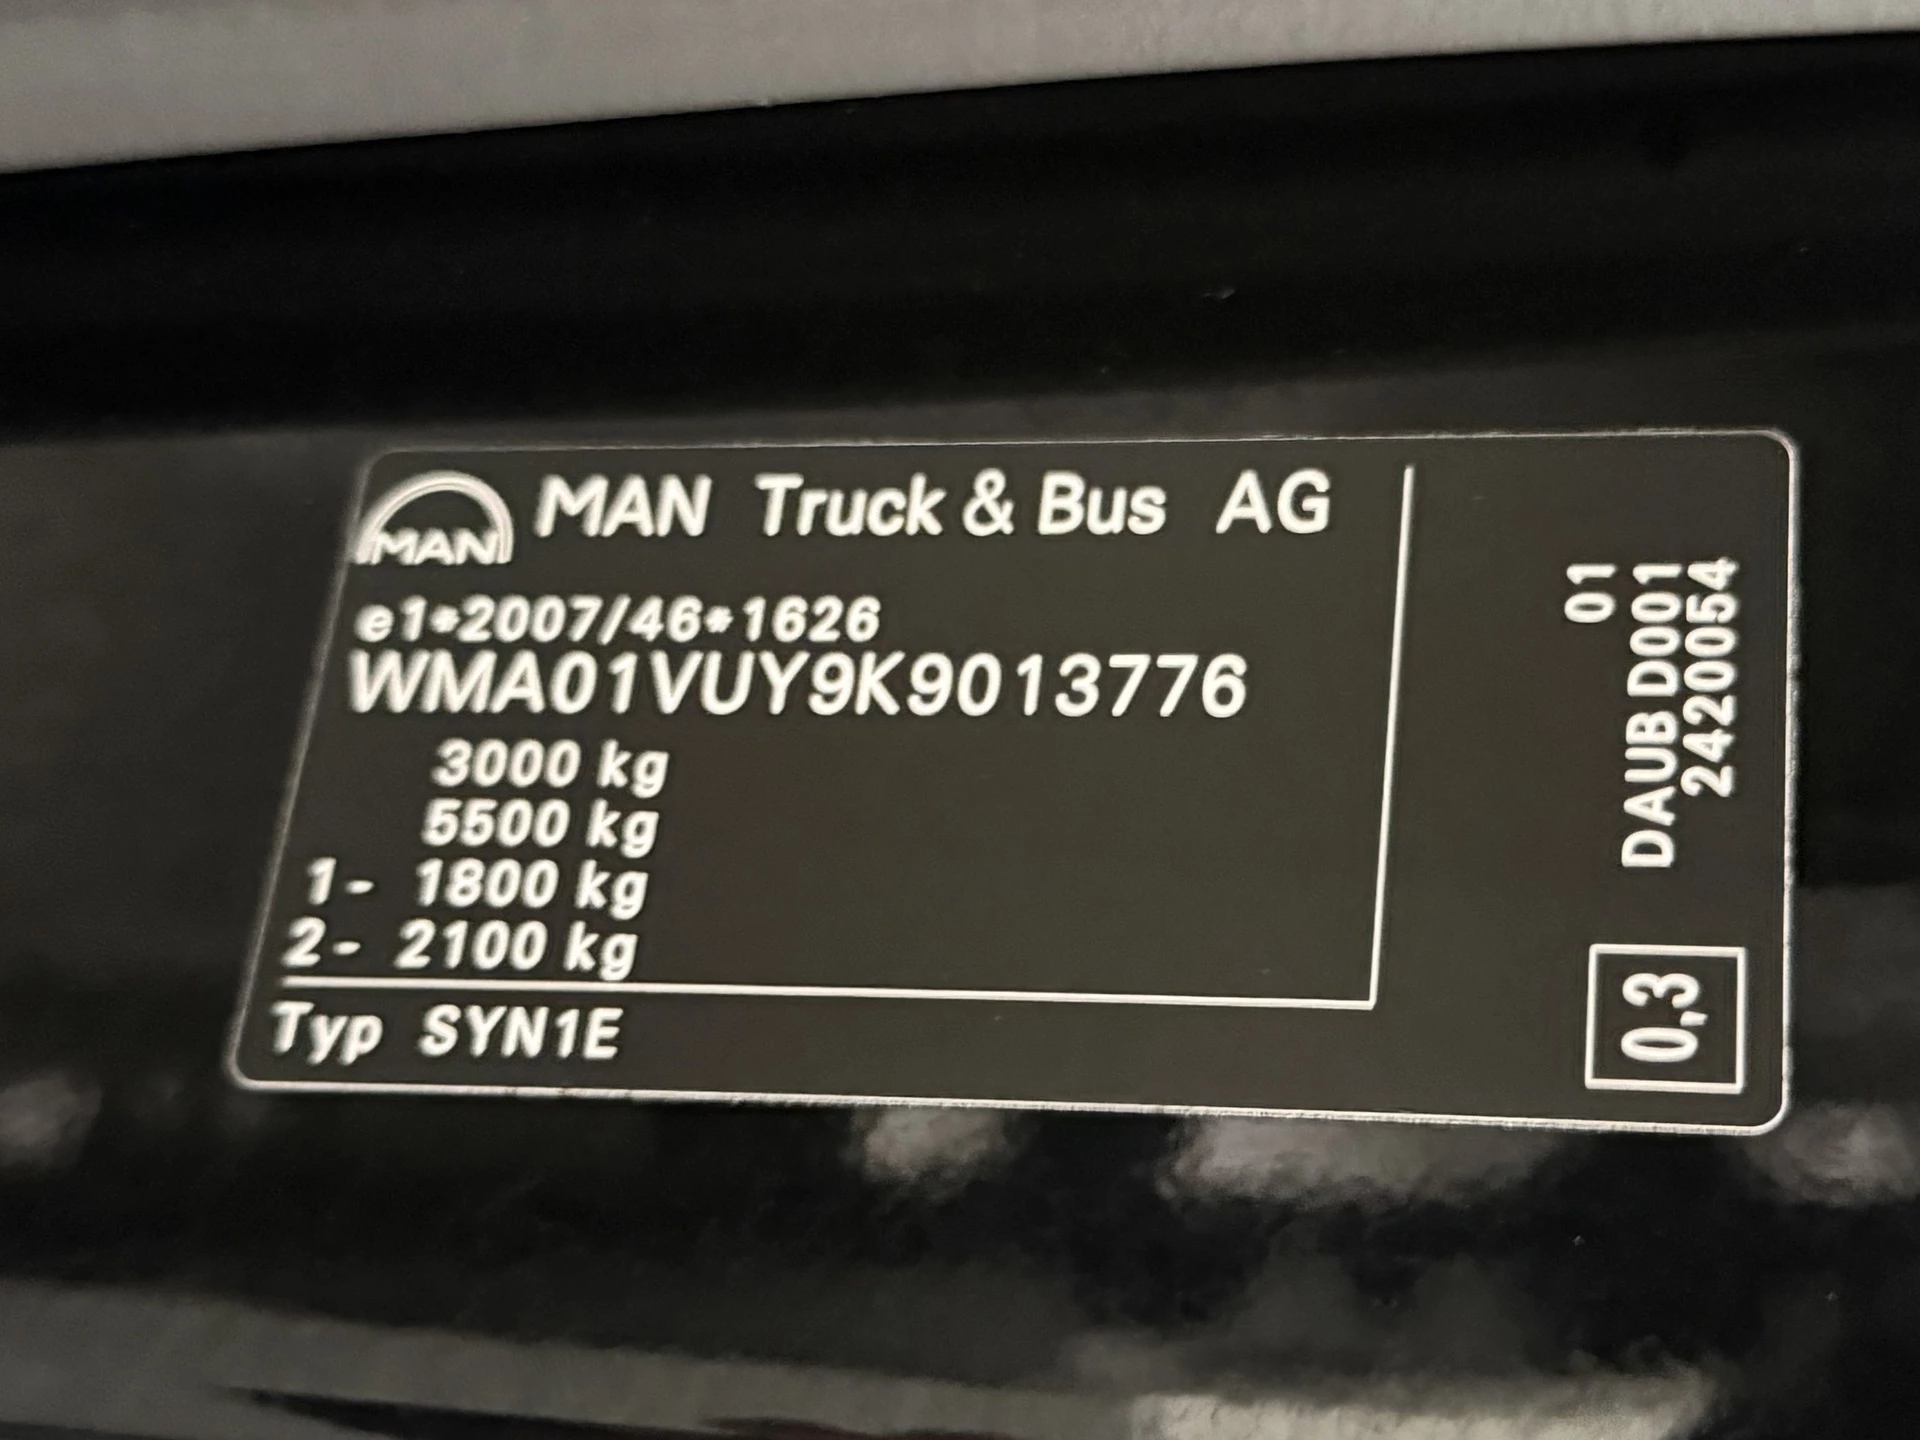 MAN MAN Truck & Bus AG
e1*2007/46*1626
WMA01VUY9K9013776
3000 kg
5500 kg
1- 1800 kg
2- 2100 kg
Typ SYN1E
01
DAUB D001
2420054
0,3